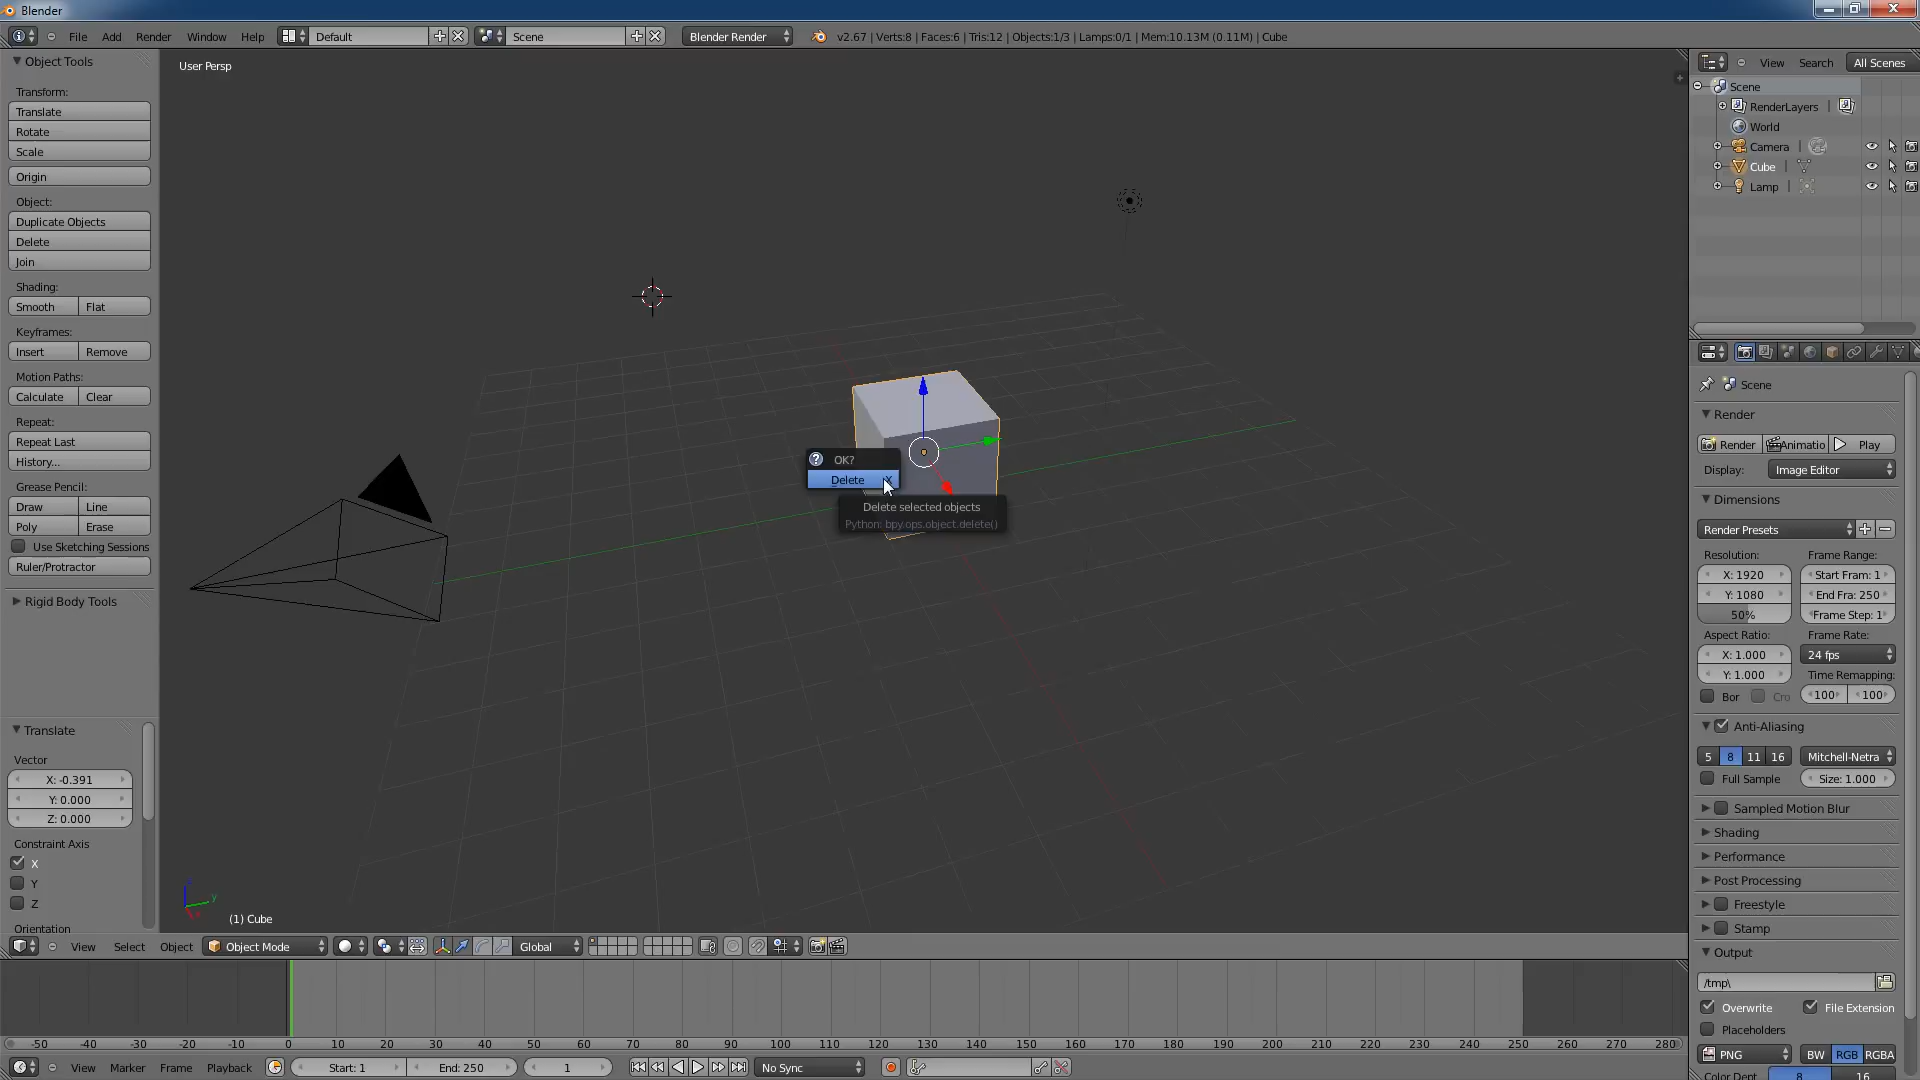 Blender
File Add Render Window Help Default Scene Blender Render v2.67 | Verts:8 | Faces:6 | Tris:12 | Objects:1/3 | Lamps:0/1 | Mem:10.13M (0.11M) | Cube
Object Tools
Transform:
Translate
Rotate
Scale
Origin
Object:
Duplicate Objects
Delete
Join
Shading:
Smooth Flat
Keyframes:
Insert Remove
Motion Paths:
Calculate Clear
Repeat:
Repeat Last
History...
Grease Pencil:
Draw Line
Poly Erase
Use Sketching Sessions
Ruler/Protractor
Rigid Body Tools
Translate
Vector
X: -0.391
Y: 0.000
Z: 0.000
Constraint Axis
X
Y
Z
Orientation
User Persp
OK?
Delete X
Delete selected objects
Python: bpy.ops.object.delete()
z
y
x
(1) Cube
View Select Object Object Mode Global
View Search All Scenes
Scene
RenderLayers |
World
Camera |
Cube |
Lamp |
Scene
Render
Render Animatio Play
Display: Image Editor
Dimensions
Render Presets
Resolution: Frame Range:
X: 1920 Start Fram: 1
Y: 1080 End Fra: 250
50% Frame Step: 1
Aspect Ratio: Frame Rate:
X: 1.000 24 fps
Y: 1.000 Time Remapping:
Bor Cro 100 100
Anti-Aliasing
5 8 11 16 Mitchell-Netra
Full Sample Size: 1.000
Sampled Motion Blur
Shading
Performance
Post Processing
Freestyle
Stamp
Output
/tmp\
Overwrite File Extension
Placeholders
PNG BW RGB RGBA
Color Dept 8 16
-50 -40 -30 -20 -10 0 10 20 30 40 50 60 70 80 90 100 110 120 130 140 150 160 170 180 190 200 210 220 230 240 250 260 270 280
View Marker Frame Playback Start: 1 End: 250 1 No Sync